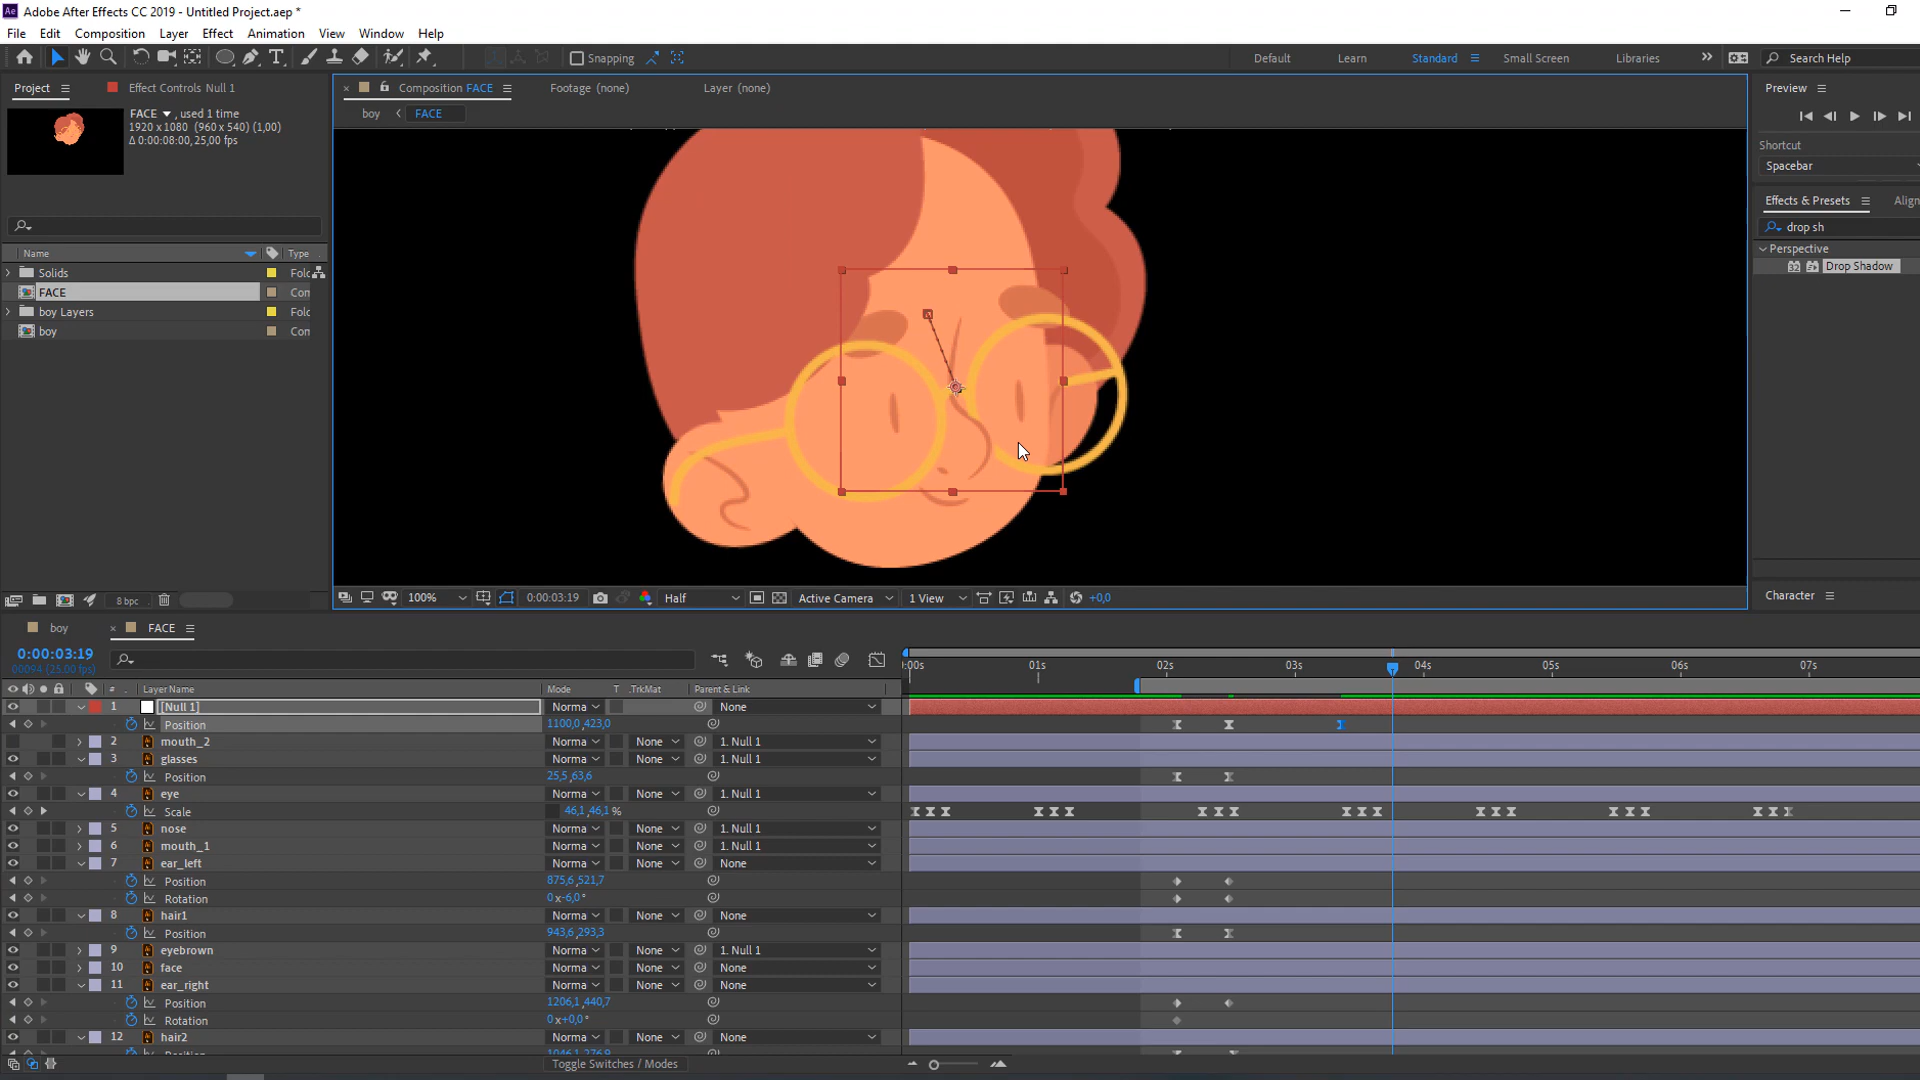 Ae Adobe After Effects CC 2019 - Untitled Project.aep *
File Edit Composition Layer Effect Animation View Window Help
Snapping
Default Learn Standard Small Screen Libraries Search Help
Project Effect Controls Null 1
FACE , used 1 time
1920 x 1080 (960 x 540) (1,00)
Δ 0:00:08:00, 25,00 fps
Name Type
Solids Fold
FACE Com
boy Layers Fold
boy Com
8 bpc
Composition FACE Footage (none) Layer (none)
boy FACE
100% 0:00:03:19 Half Active Camera 1 View +0,0
Preview
Shortcut
Spacebar
Effects & Presets Align
drop sh
Perspective
32 Drop Shadow
Character
boy FACE
0:00:03:19
00094 (25.00 fps)
:00s 01s 02s 03s 04s 05s 06s 07s
# Layer Name Mode T .TrkMat Parent & Link
1 [Null 1] Norma None
Position 1100,0,423,0
2 mouth_2 Norma None 1. Null 1
3 glasses Norma None 1. Null 1
Position 25,5,63,6
4 eye Norma None 1. Null 1
Scale 46,1,46,1 %
5 nose Norma None 1. Null 1
6 mouth_1 Norma None 1. Null 1
7 ear_left Norma None None
Position 875,6,521,7
Rotation 0x-6,0°
8 hair1 Norma None None
Position 943,6,293,3
9 eyebrown Norma None 1. Null 1
10 face Norma None None
11 ear_right Norma None None
Position 1206,1,440,7
Rotation 0x+0,0°
12 hair2 Norma None None
Position 1046,1,276,9
Toggle Switches / Modes